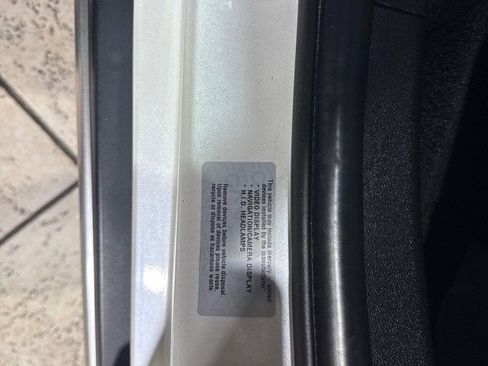 This vehicle may include mercury - added
devices installed by the manufacturer:
• VIDEO DISPLAY
• NAVIGATION/CAMERA DISPLAY
• H.I.D. HEADLAMPS
Remove devices before vehicle disposal.
Upon removal of devices please reuse,
recycle or dispose as hazardous waste.